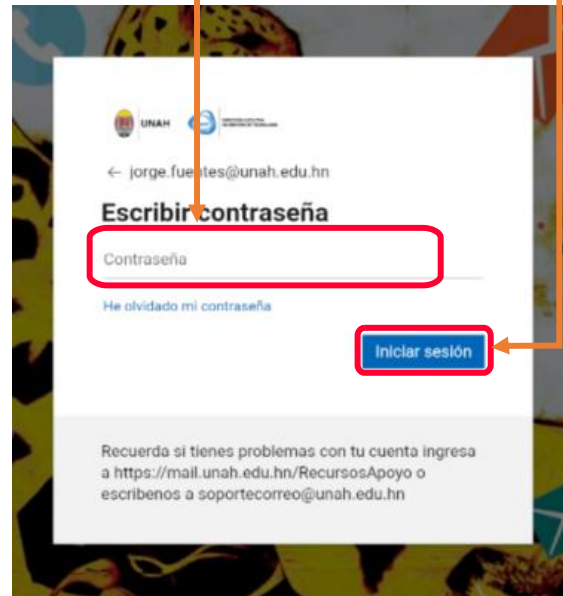 UNAH
← jorge.fuentes@unah.edu.hn
Escribir contraseña
Contraseña
He olvidado mi contraseña
Iniciar sesión
Recuerda si tienes problemas con tu cuenta ingresa
a https://mail.unah.edu.hn/RecursosApoyo o
escribenos a soportecorreo@unah.edu.hn